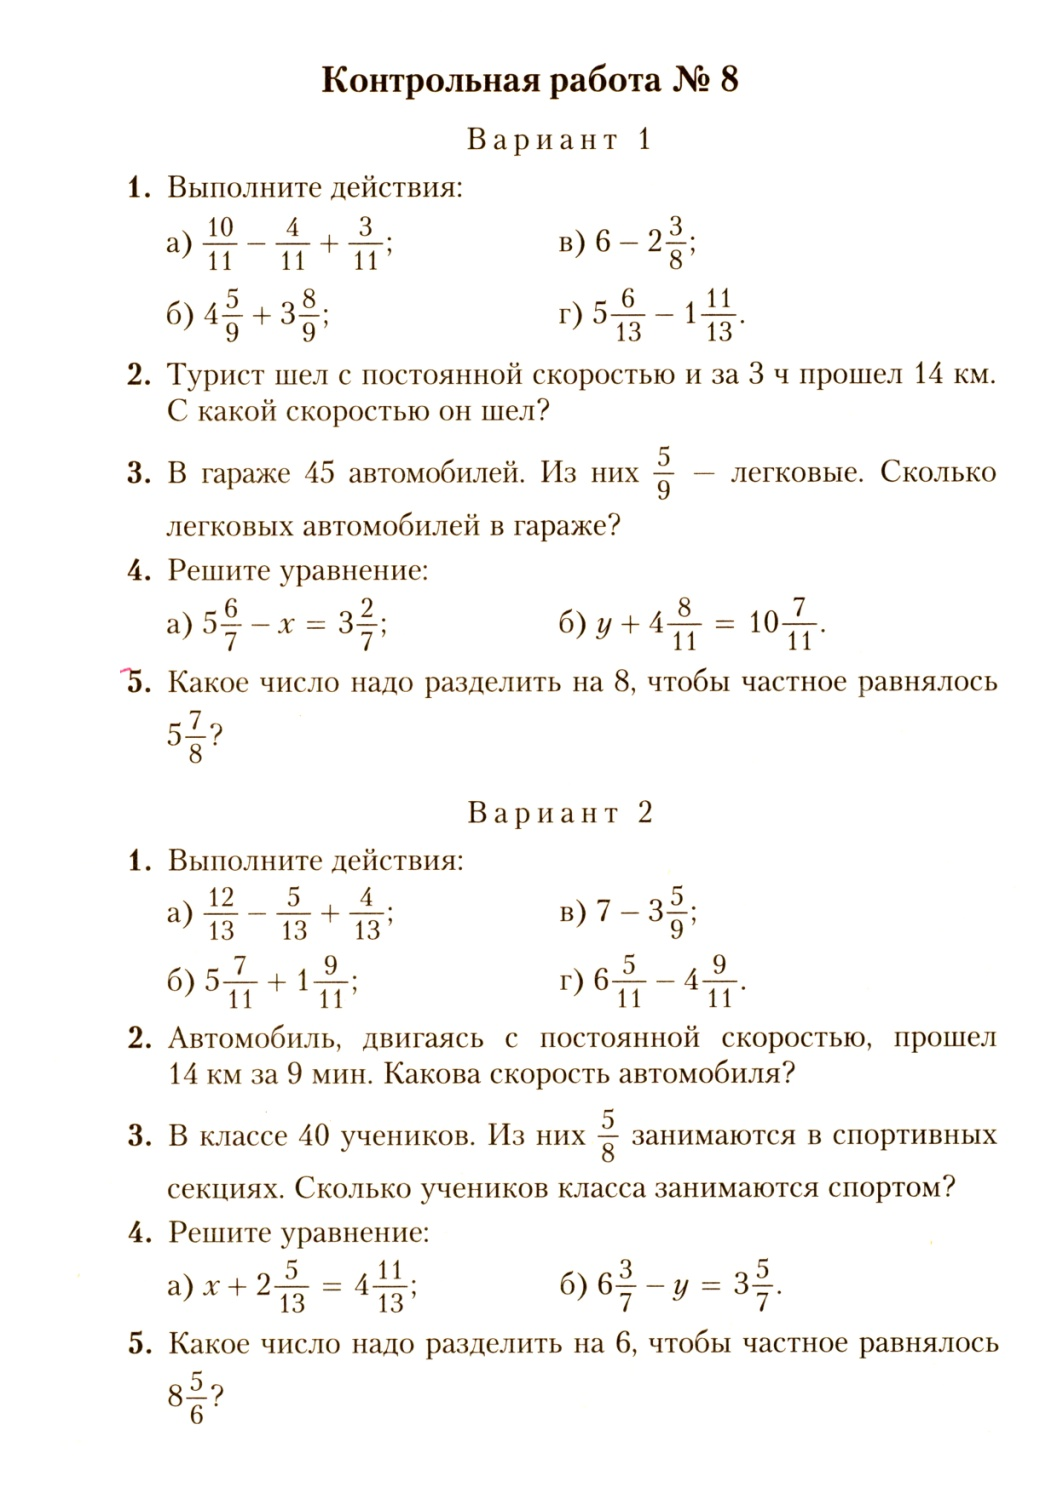 Контрольная работа № 8
Вариант 1
1. Выполните действия:
а) 10/11 − 4/11 + 3/11; в) 6 − 2 3/8;
б) 4 5/9 + 3 8/9; г) 5 6/13 − 1 11/13.
2. Турист шел с постоянной скоростью и за 3 ч прошел 14 км.
С какой скоростью он шел?
3. В гараже 45 автомобилей. Из них 5/9 — легковые. Сколько
легковых автомобилей в гараже?
4. Решите уравнение:
а) 5 6/7 − x = 3 2/7; б) y + 4 8/11 = 10 7/11.
5. Какое число надо разделить на 8, чтобы частное равнялось
5 7/8?
Вариант 2
1. Выполните действия:
а) 12/13 − 5/13 + 4/13; в) 7 − 3 5/9;
б) 5 7/11 + 1 9/11; г) 6 5/11 − 4 9/11.
2. Автомобиль, двигаясь с постоянной скоростью, прошел
14 км за 9 мин. Какова скорость автомобиля?
3. В классе 40 учеников. Из них 5/8 занимаются в спортивных
секциях. Сколько учеников класса занимаются спортом?
4. Решите уравнение:
а) x + 2 5/13 = 4 11/13; б) 6 3/7 − y = 3 5/7.
5. Какое число надо разделить на 6, чтобы частное равнялось
8 5/6?